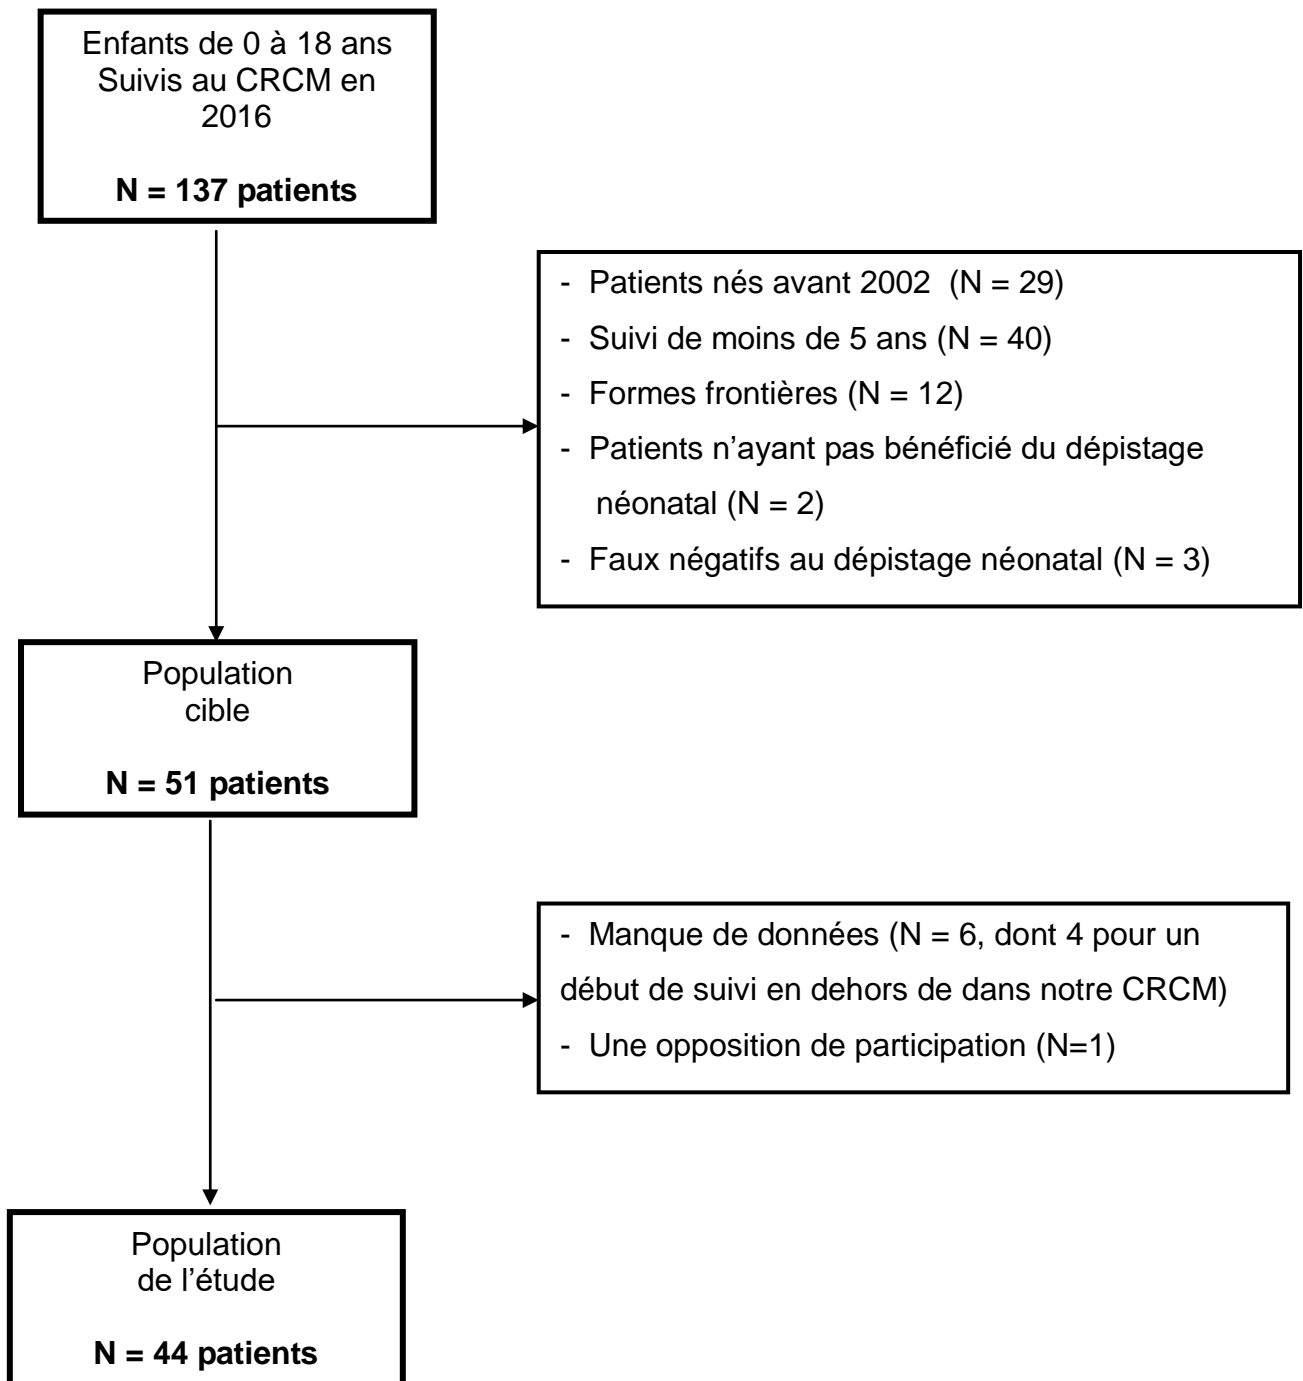 Enfants de 0 à 18 ans
Suivis au CRCM en
2016
N = 137 patients
- Patients nés avant 2002 (N = 29)
- Suivi de moins de 5 ans (N = 40)
- Formes frontières (N = 12)
- Patients n’ayant pas bénéficié du dépistage
néonatal (N = 2)
- Faux négatifs au dépistage néonatal (N = 3)
Population
cible
N = 51 patients
- Manque de données (N = 6, dont 4 pour un
début de suivi en dehors de dans notre CRCM)
- Une opposition de participation (N=1)
Population
de l’étude
N = 44 patients